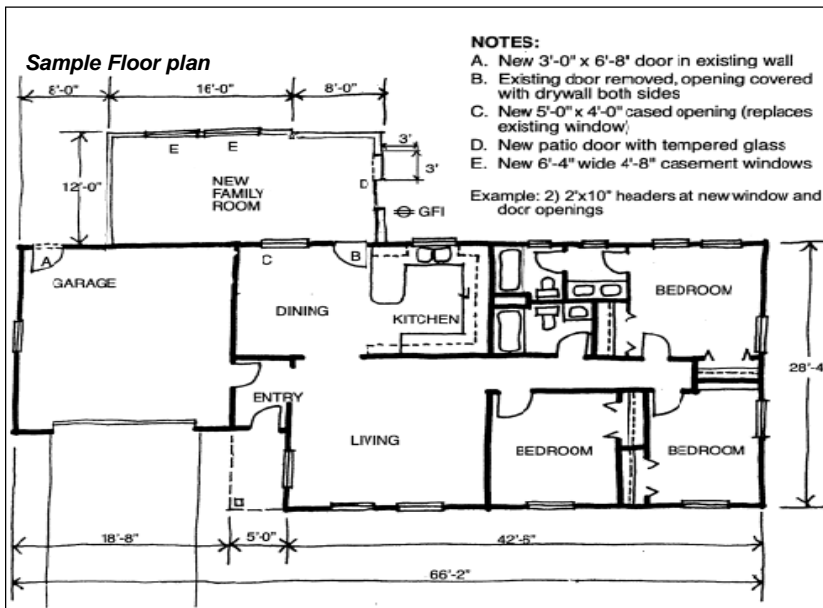 Sample Floor plan
8'-0" 16'-0" 8'-0"
NOTES:
A. New 3'-0" x 6'-8" door in existing wall
B. Existing door removed, opening covered
with drywall both sides
C. New 5'-0" x 4'-0" cased opening (replaces
existing window)
D. New patio door with tempered glass
E. New 6'-4" wide 4'-8" casement windows
Example: 2) 2'x10" headers at new window and
door openings
E E
3'
3'
12'-0"
NEW
FAMILY
ROOM
D
GFI
A
C
B
GARAGE
DINING
KITCHEN
BEDROOM
28'-4
ENTRY
LIVING
BEDROOM
BEDROOM
18'-8" 5'-0" 42'-6"
66'-2"